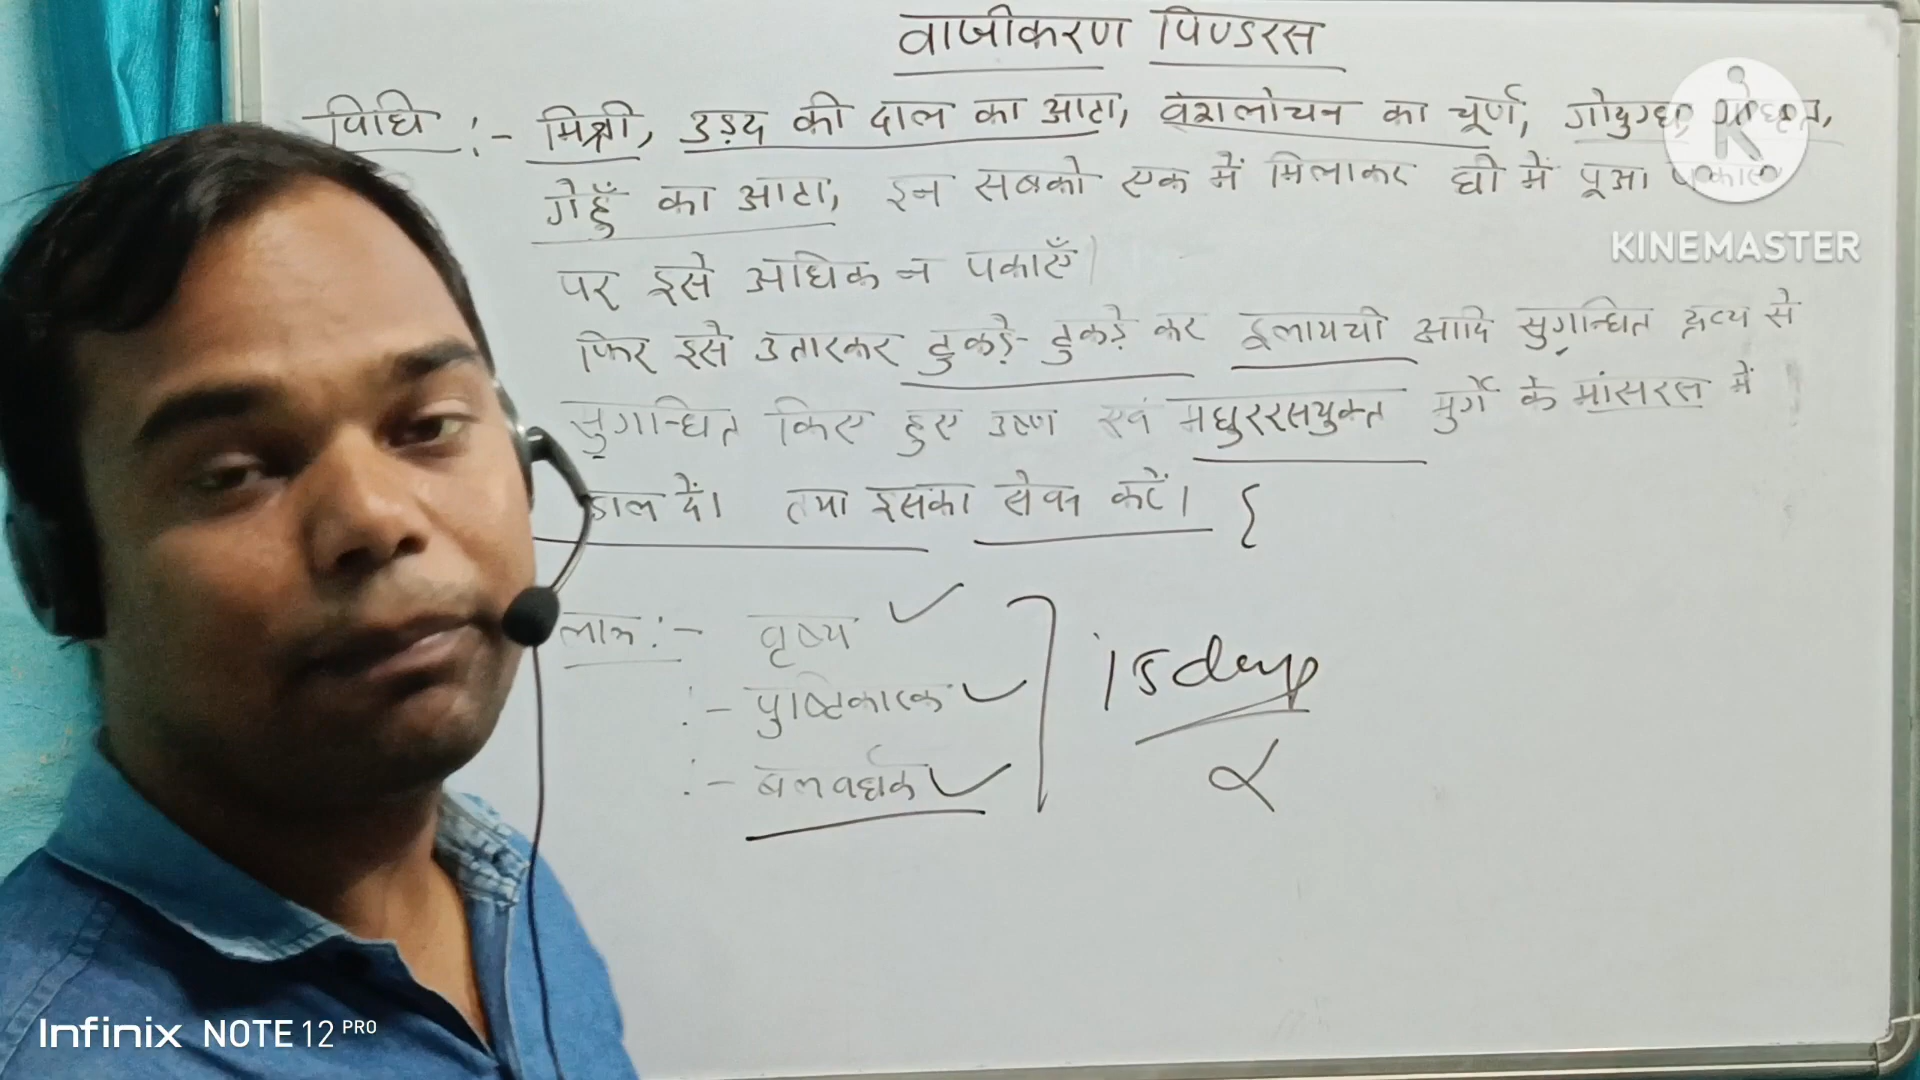 वाजीकरण पिण्डरस
विधि :- मिश्री, उड़द की दाल का आटा, वंशलोचन का चूर्ण, गोदुग्ध, गोघृत,
गेहूँ का आटा, इन सबको एक में मिलाकर घी में पूआ पकाए
पर इसे अधिक न पकाएँ।
फिर इसे उतारकर टुकड़े-टुकड़े कर इलायची आदि सुगन्धित द्रव्य से
सुगन्धित किए हुए उष्ण एवं मधुररसयुक्त मुर्गे के मांसरस में
डाल दें। तथा इसका सेवन करें।
लाभ :- वृष्य
:- पुष्टिकारक
:- बलवर्धक
15 days
KINEMASTER
Infinix NOTE 12 PRO